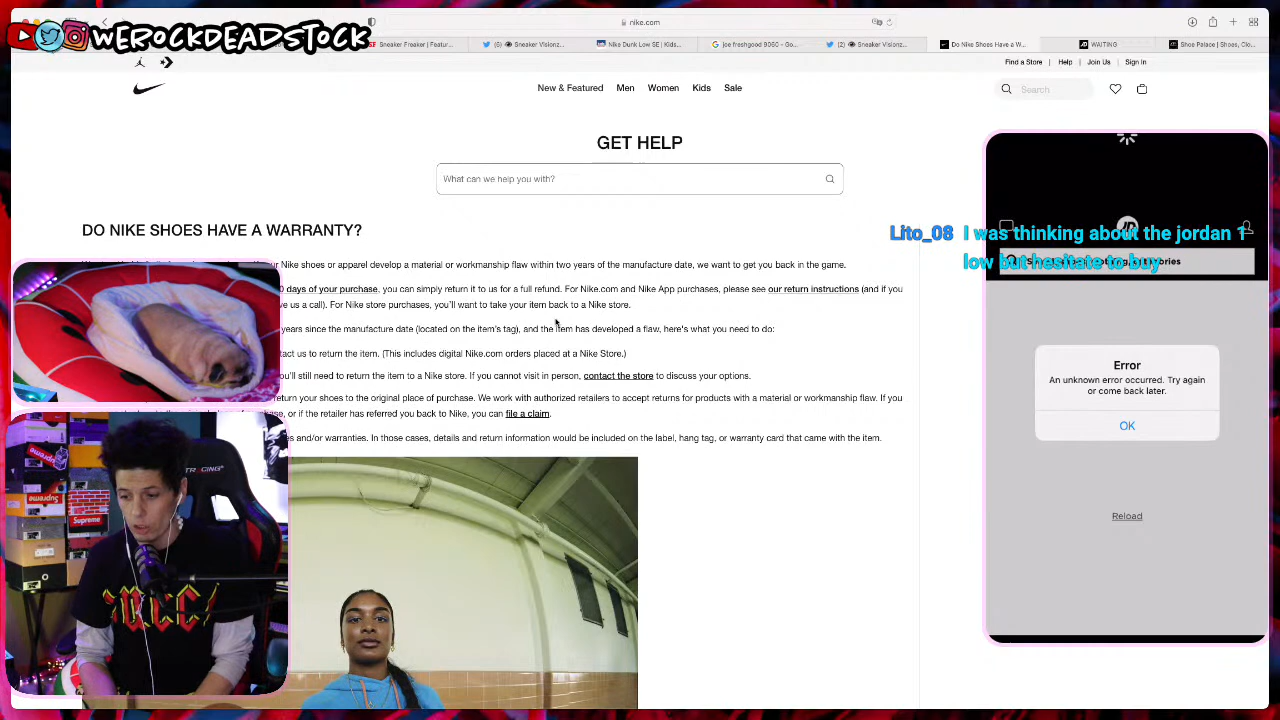 WEROCKDEADSTOCK
nike.com
Sneaker Freaker | Featur...
(6) Sneaker Visionz...
Nike Dunk Low SE | Kids...
joe freshgood 9060 - Go...
(2) Sneaker Visionz...
Do Nike Shoes Have a W...
WAITING
Shoe Palace | Shoes, Clo...
Find a Store | Help | Join Us | Sign In
New & Featured Men Women Kids Sale
Search
GET HELP
What can we help you with?
DO NIKE SHOES HAVE A WARRANTY?
ur Nike shoes or apparel develop a material or workmanship flaw within two years of the manufacture date, we want to get you back in the game.
0 days of your purchase, you can simply return it to us for a full refund. For Nike.com and Nike App purchases, please see our return instructions (and if you
ve us a call). For Nike store purchases, you'll want to take your item back to a Nike store.
years since the manufacture date (located on the item's tag), and the item has developed a flaw, here's what you need to do:
tact us to return the item. (This includes digital Nike.com orders placed at a Nike Store.)
ou'll still need to return the item to a Nike store. If you cannot visit in person, contact the store to discuss your options.
return your shoes to the original place of purchase. We work with authorized retailers to accept returns for products with a material or workmanship flaw. If you
, or if the retailer has referred you back to Nike, you can file a claim.
es and/or warranties. In those cases, details and return information would be included on the label, hang tag, or warranty card that came with the item.
Lito_08 I was thinking about the jordan 1
low but hesitate to buy
JD
Error
An unknown error occurred. Try again
or come back later.
OK
Reload
Supreme
Supreme